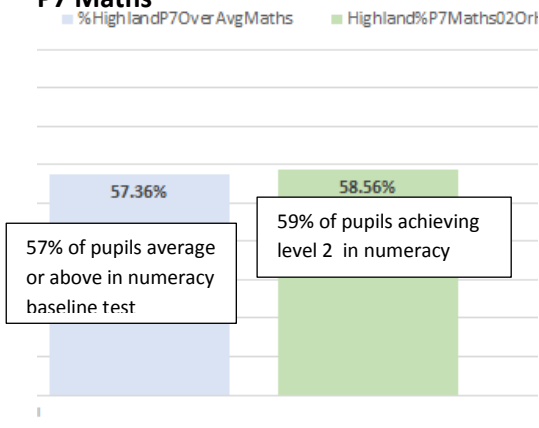 P7 Maths
%HighlandP7OverAvgMaths Highland%P7Maths02Or
57.36%
58.56%
57% of pupils average
or above in numeracy
baseline test
59% of pupils achieving
level 2 in numeracy